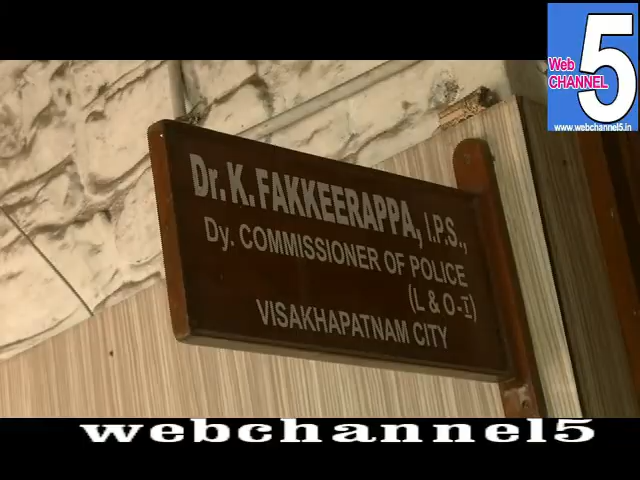 Web
CHANNEL
5
www.webchannel5.in
Dr. K. FAKKEERAPPA, I.P.S.,
Dy. COMMISSIONER OF POLICE
(L & O-I)
VISAKHAPATNAM CITY
webchannel5